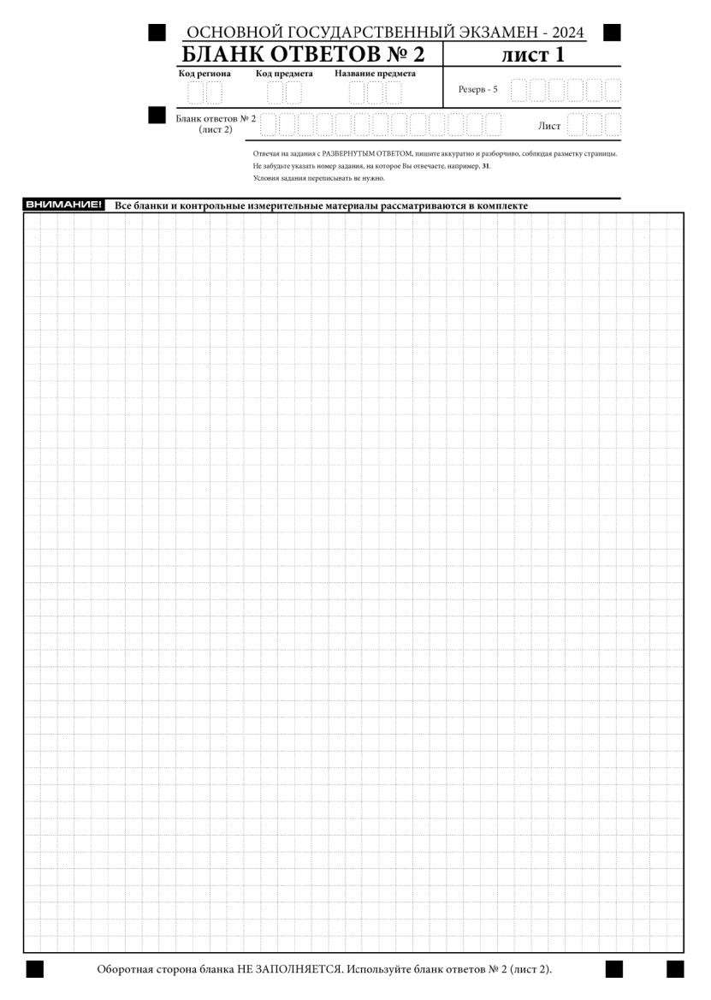 ОСНОВНОЙ ГОСУДАРСТВЕННЫЙ ЭКЗАМЕН - 2024
БЛАНК ОТВЕТОВ № 2
лист 1
Код региона
Код предмета
Название предмета
Резерв - 5
Бланк ответов № 2
(лист 2)
Лист
Отвечая на задания с РАЗВЕРНУТЫМ ОТВЕТОМ, пишите аккуратно и разборчиво, соблюдая разметку страницы.
Не забудьте указать номер задания, на которое Вы отвечаете, например, 31.
Условия задания переписывать не нужно.
ВНИМАНИЕ!
Все бланки и контрольные измерительные материалы рассматриваются в комплекте
Оборотная сторона бланка НЕ ЗАПОЛНЯЕТСЯ. Используйте бланк ответов № 2 (лист 2).